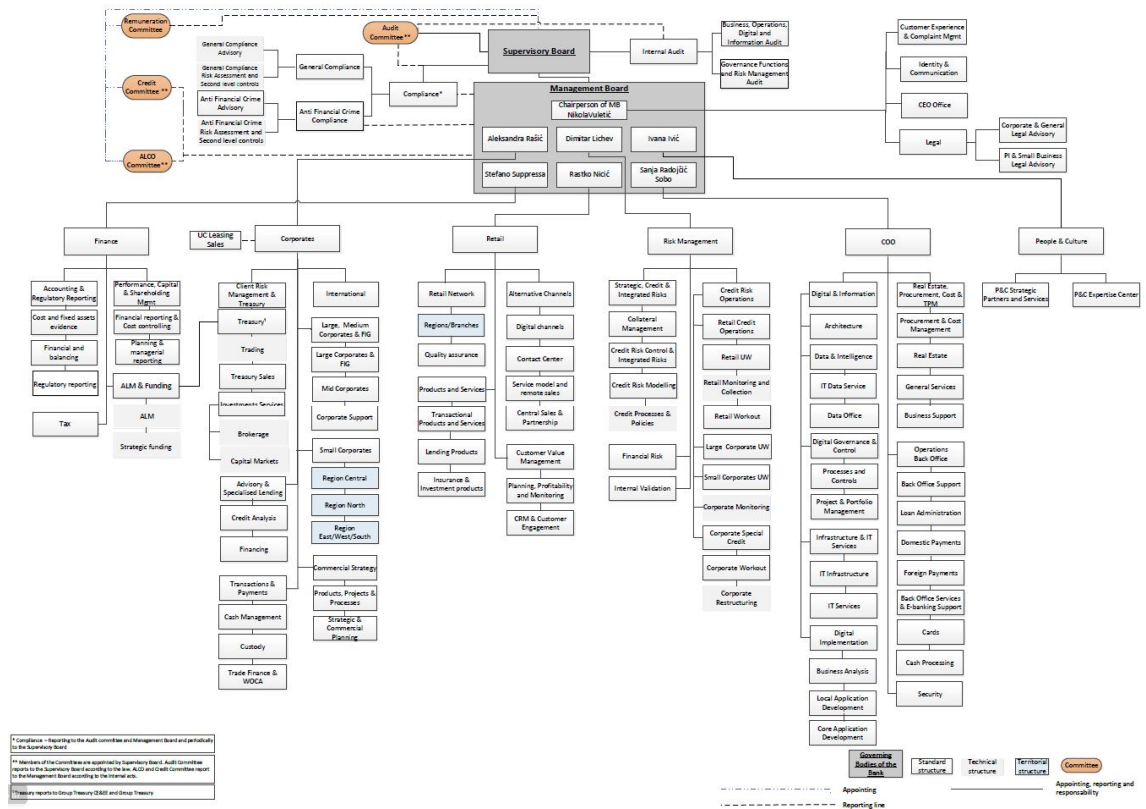 Remuneration
Committee
Audit
Committee**
Supervisory Board
Internal Audit
Business, Operations,
Digital and
Information Audit
Governance Functions
and Risk Management
Audit
Customer Experience
& Complaint Mgmt
Identity &
Communication
CEO Office
Legal
Corporate & General
Legal Advisory
PI & Small Business
Legal Advisory
General Compliance
Advisory
General Compliance
Risk Assessment and
Second level controls
General Compliance
Credit
Committee **
Anti Financial Crime
Advisory
Anti Financial Crime
Risk Assessment and
Second level controls
Anti Financial Crime
Compliance
Compliance*
ALCO
Committee**
Management Board
Chairperson of MB
NikolaVuletić
Aleksandra Rašić
Dimitar Lichev
Ivana Ivić
Stefano Suppressa
Rastko Nicić
Sanja Radojčić
Sobo
Finance
UC Leasing
Sales
Corporates
Retail
Risk Management
COO
People & Culture
Accounting &
Regulatory Reporting
Cost and fixed assets
evidence
Financial and
balancing
Regulatory reporting
Tax
Performance, Capital
& Shareholding
Mgmt
Financial reporting &
Cost controlling
Planning &
managerial
reporting
ALM & Funding
ALM
Strategic funding
Client Risk
Management &
Treasury
Treasury¹
Trading
Treasury Sales
Investments Services
Brokerage
Capital Markets
Advisory &
Specialised Lending
Credit Analysis
Financing
Transactions &
Payments
Cash Management
Custody
Trade Finance &
WOCA
International
Large, Medium
Corporates & FIG
Large Corporates &
FIG
Mid Corporates
Corporate Support
Small Corporates
Region Central
Region North
Region
East/West/South
Commercial Strategy
Products, Projects &
Processes
Strategic &
Commercial
Planning
Retail Network
Regions/Branches
Quality assurance
Products and Services
Transactional
Products and Services
Lending Products
Insurance &
Investment products
Alternative Channels
Digital channels
Contact Center
Service model and
remote sales
Central Sales &
Partnership
Customer Value
Management
Planning, Profitability
and Monitoring
CRM & Customer
Engagement
Strategic, Credit &
Integrated Risks
Collateral
Management
Credit Risk Control &
Integrated Risks
Credit Risk Modelling
Credit Processes &
Policies
Financial Risk
Internal Validation
Credit Risk
Operations
Retail Credit
Operations
Retail UW
Retail Monitoring and
Collection
Retail Workout
Large Corporate UW
Small Corporates UW
Corporate Monitoring
Corporate Special
Credit
Corporate Workout
Corporate
Restructuring
Digital & Information
Architecture
Data & Intelligence
IT Data Service
Data Office
Digital Governance &
Control
Processes and
Controls
Project & Portfolio
Management
Infrastructure & IT
Services
IT Infrastructure
IT Services
Digital
Implementation
Business Analysis
Local Application
Development
Core Application
Development
Real Estate,
Procurement, Cost &
TPM
Procurement & Cost
Management
Real Estate
General Services
Business Support
Operations
Back Office
Back Office Support
Loan Administration
Domestic Payments
Foreign Payments
Back Office Services
& E-banking Support
Cards
Cash Processing
Security
P&C Strategic
Partners and Services
P&C Expertise Center
* Compliance – Reporting to the Audit committee and Management Board and periodically
to the Supervisory Board
** Members of the Committees are appointed by Supervisory Board. Audit Committee
reports to the Supervisory Board according to the law. ALCO and Credit Committee report
to the Management Board according to the internal acts.
¹Treasury reports to Group Treasury CE&EE and Group Treasury
Governing
Bodies of the
Bank
Standard
structure
Technical
structure
Territorial
structure
Committee
Appointing
Reporting line
Appointing, reporting and
responsability